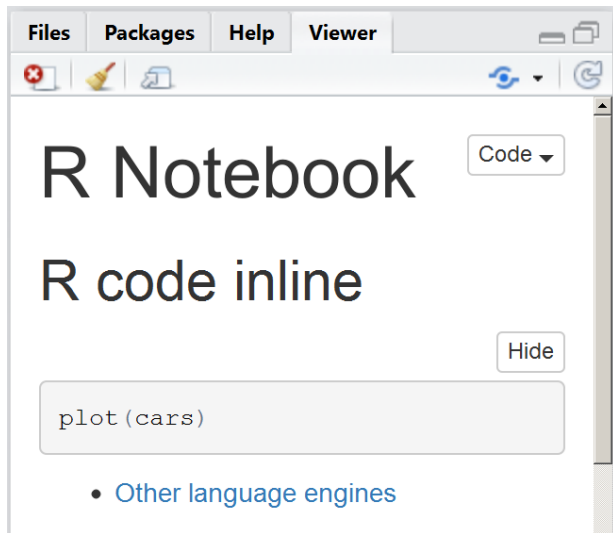 Files Packages Help Viewer
R Notebook
Code
R code inline
Hide
plot(cars)
Other language engines